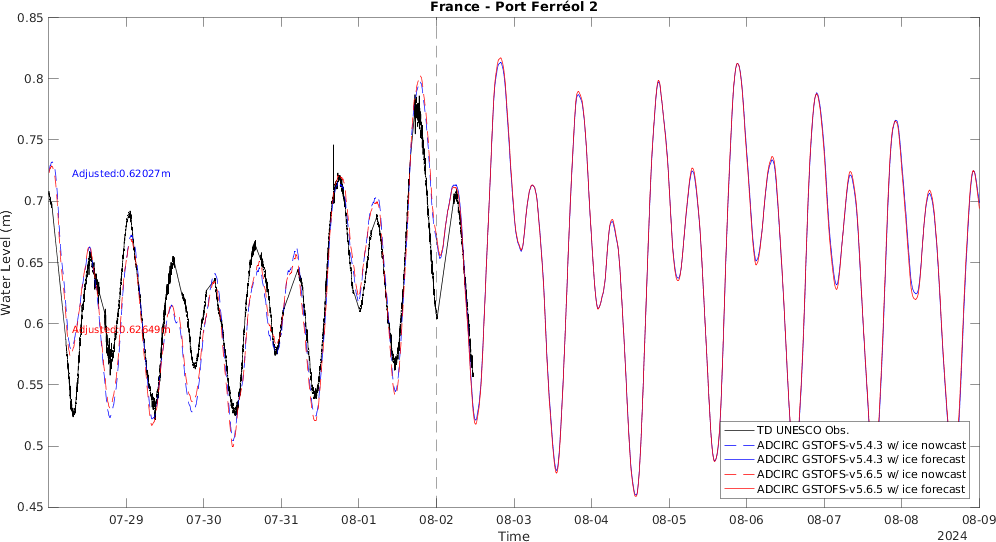 France - Port Ferréol 2
0.85
0.8
0.75
0.7
0.65
0.6
0.55
0.5
0.45
Water Level (m)
Adjusted:0.62027m
Adjusted:0.62649m
TD UNESCO Obs.
ADCIRC GSTOFS-v5.4.3 w/ ice nowcast
ADCIRC GSTOFS-v5.4.3 w/ ice forecast
ADCIRC GSTOFS-v5.6.5 w/ ice nowcast
ADCIRC GSTOFS-v5.6.5 w/ ice forecast
07-29 07-30 07-31 08-01 08-02 08-03 08-04 08-05 08-06 08-07 08-08 08-09
Time
2024